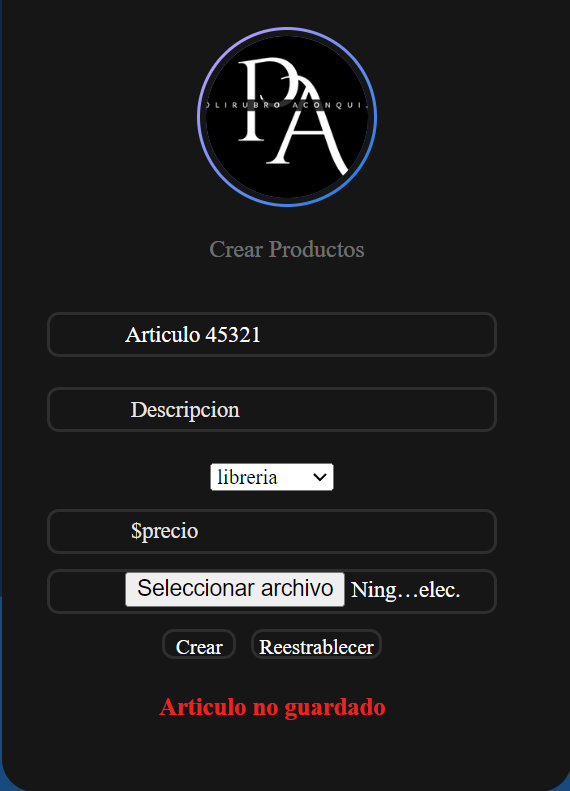 PA
OLIRUBRO ACONQUI
Crear Productos
Articulo 45321
Descripcion
libreria
$precio
Seleccionar archivo Ning…elec.
Crear Reestrablecer
Articulo no guardado